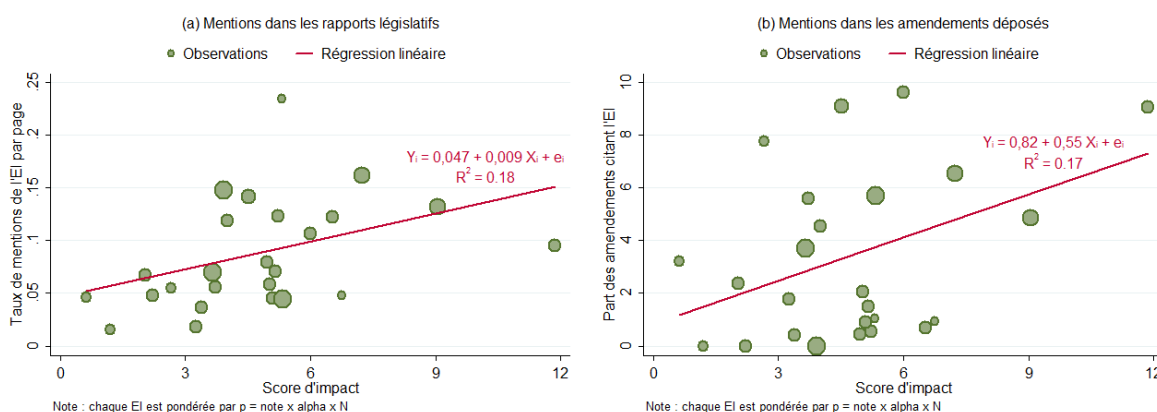 (a) Mentions dans les rapports législatifs
Observations
Régression linéaire
Taux de mentions de l'EI par page
.25
.2
.15
.1
.05
0
Yᵢ = 0,047 + 0,009 Xᵢ + eᵢ
R² = 0.18
0 3 6 9 12
Score d'impact
Note : chaque EI est pondérée par p = note x alpha x N
(b) Mentions dans les amendements déposés
Observations
Régression linéaire
Part des amendements citant l'EI
10
8
6
4
2
0
Yᵢ = 0,82 + 0,55 Xᵢ + eᵢ
R² = 0.17
0 3 6 9 12
Score d'impact
Note : chaque EI est pondérée par p = note x alpha x N